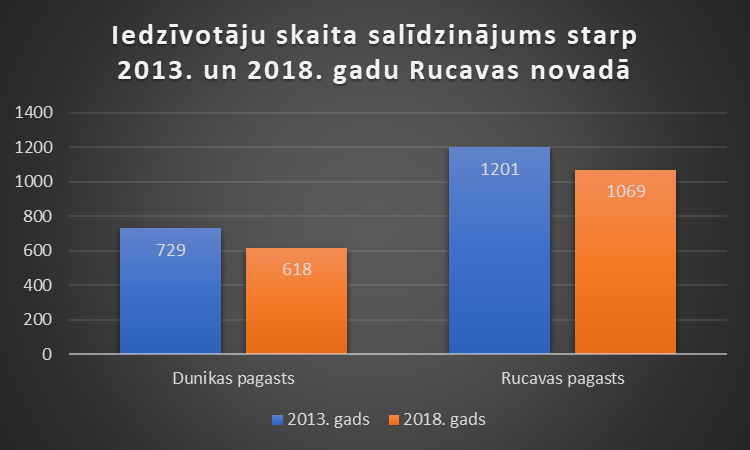 Iedzīvotāju skaita salīdzinājums starp
2013. un 2018. gadu Rucavas novadā
1400
1200
1000
800
600
400
200
0
729
618
1201
1069
Dunikas pagasts
Rucavas pagasts
2013. gads
2018. gads